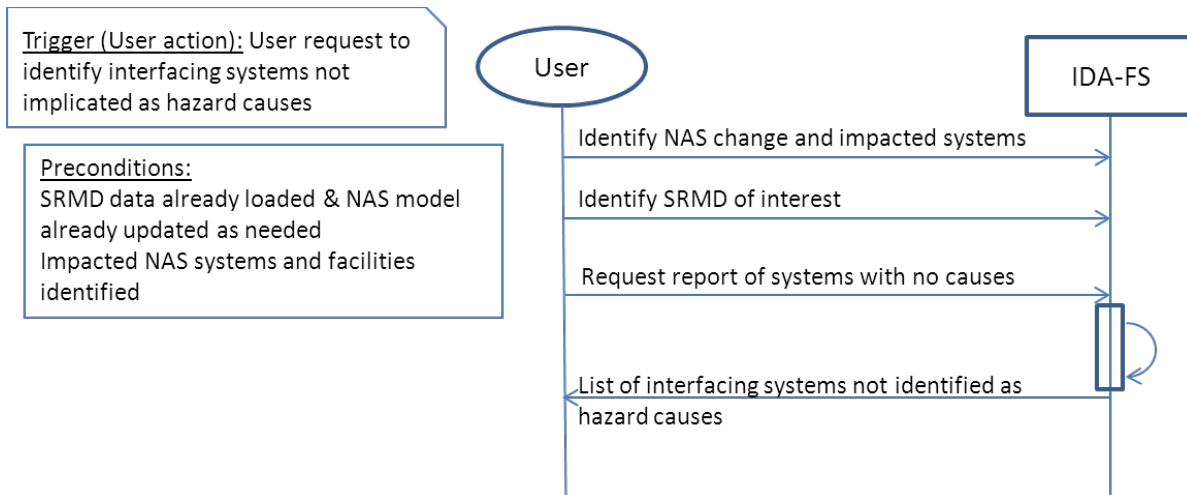 Trigger (User action): User request to
identify interfacing systems not
implicated as hazard causes
Preconditions:
SRMD data already loaded & NAS model
already updated as needed
Impacted NAS systems and facilities
identified
User
IDA-FS
Identify NAS change and impacted systems
Identify SRMD of interest
Request report of systems with no causes
List of interfacing systems not identified as
hazard causes